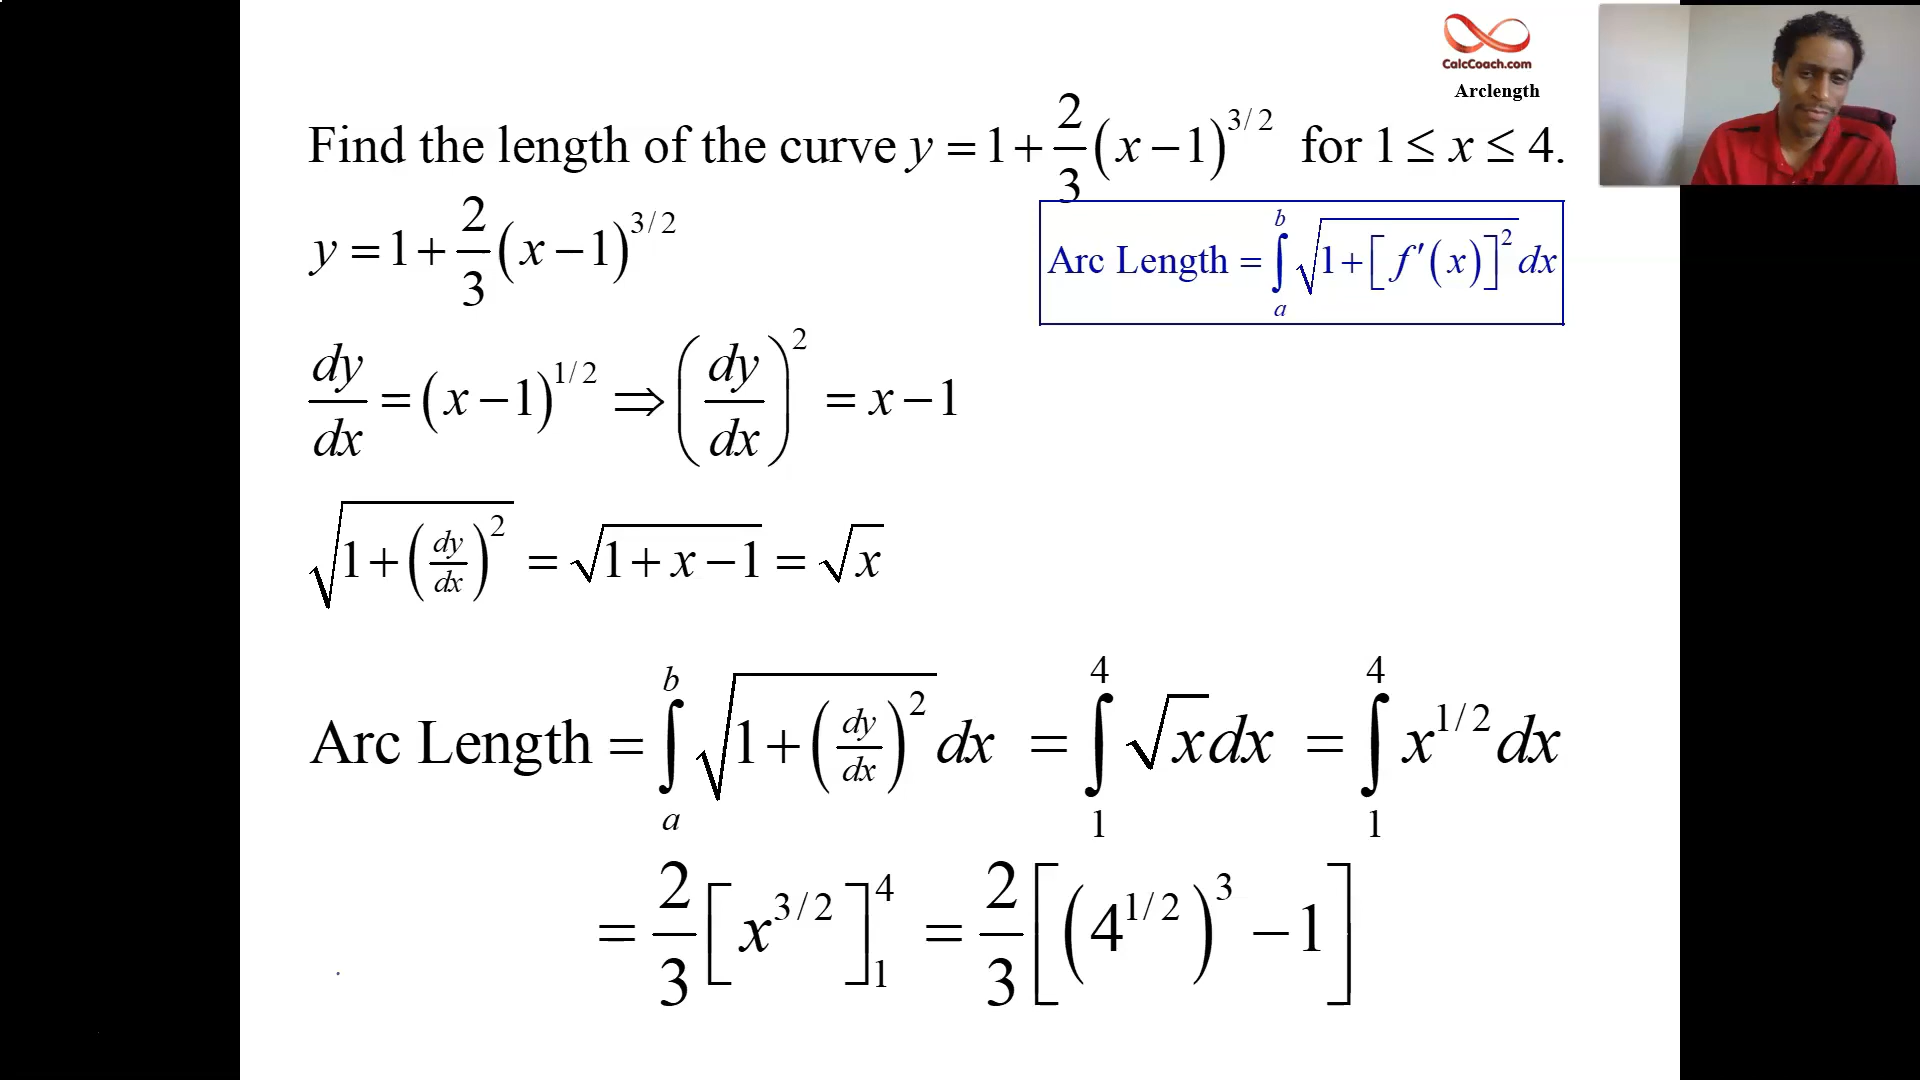 CalcCoach.com
Arclength
Find the length of the curve y = 1 + 2/3 (x − 1)^{3/2} for 1 ≤ x ≤ 4.
y = 1 + 2/3 (x − 1)^{3/2}
Arc Length = ∫_a^b √(1 + [f′(x)]²) dx
dy/dx = (x − 1)^{1/2} ⇒ (dy/dx)² = x − 1
√(1 + (dy/dx)²) = √(1 + x − 1) = √x
Arc Length = ∫_a^b √(1 + (dy/dx)²) dx = ∫_1^4 √x dx = ∫_1^4 x^{1/2} dx
= 2/3 [x^{3/2}]_1^4 = 2/3 [(4^{1/2})³ − 1]